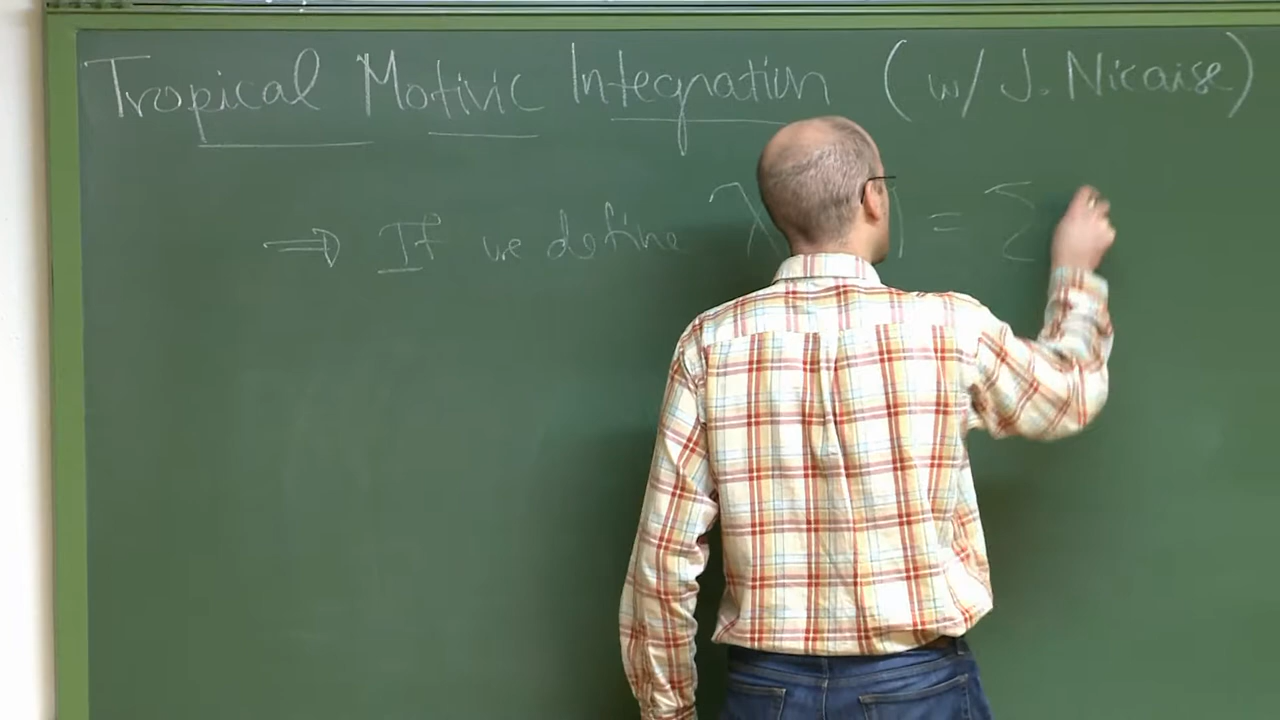 Tropical Motivic Integration (w/ J. Nicaise)
⇒ If we define λ ) = Σ